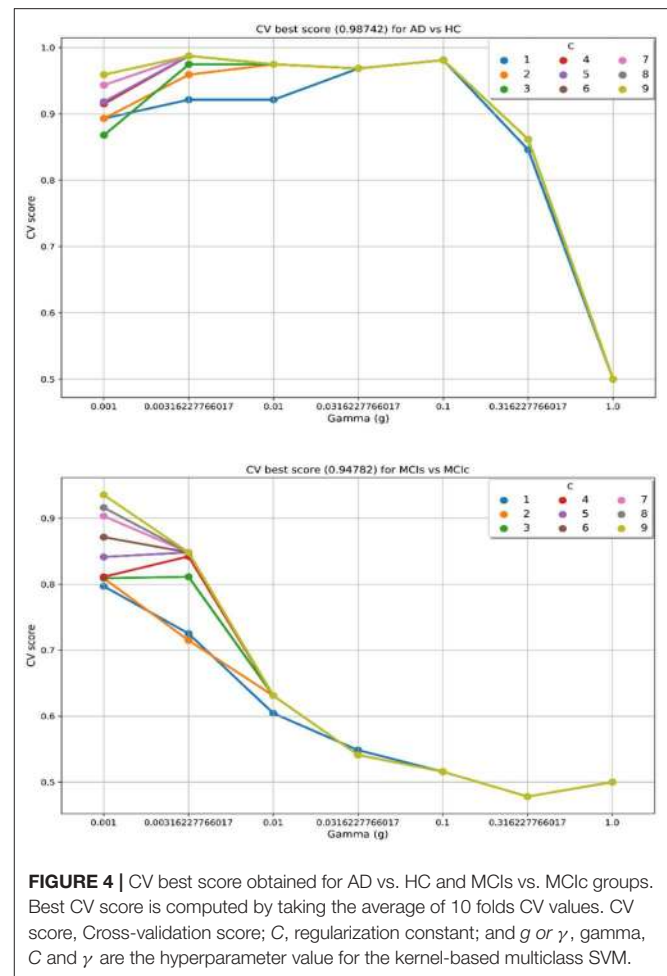 CV best score (0.98742) for AD vs HC
1.0
0.9
0.8
0.7
0.6
0.5
CV score
c
1 4 7
2 5 8
3 6 9
0.001 0.00316227766017 0.01 0.0316227766017 0.1 0.316227766017 1.0
Gamma (g)
CV best score (0.94782) for MCIs vs MCIc
0.9
0.8
0.7
0.6
0.5
CV score
c
1 4 7
2 5 8
3 6 9
0.001 0.00316227766017 0.01 0.0316227766017 0.1 0.316227766017 1.0
Gamma (g)
FIGURE 4 | CV best score obtained for AD vs. HC and MCIs vs. MCIc groups.
Best CV score is computed by taking the average of 10 folds CV values. CV
score, Cross-validation score; C, regularization constant; and g or γ, gamma,
C and γ are the hyperparameter value for the kernel-based multiclass SVM.